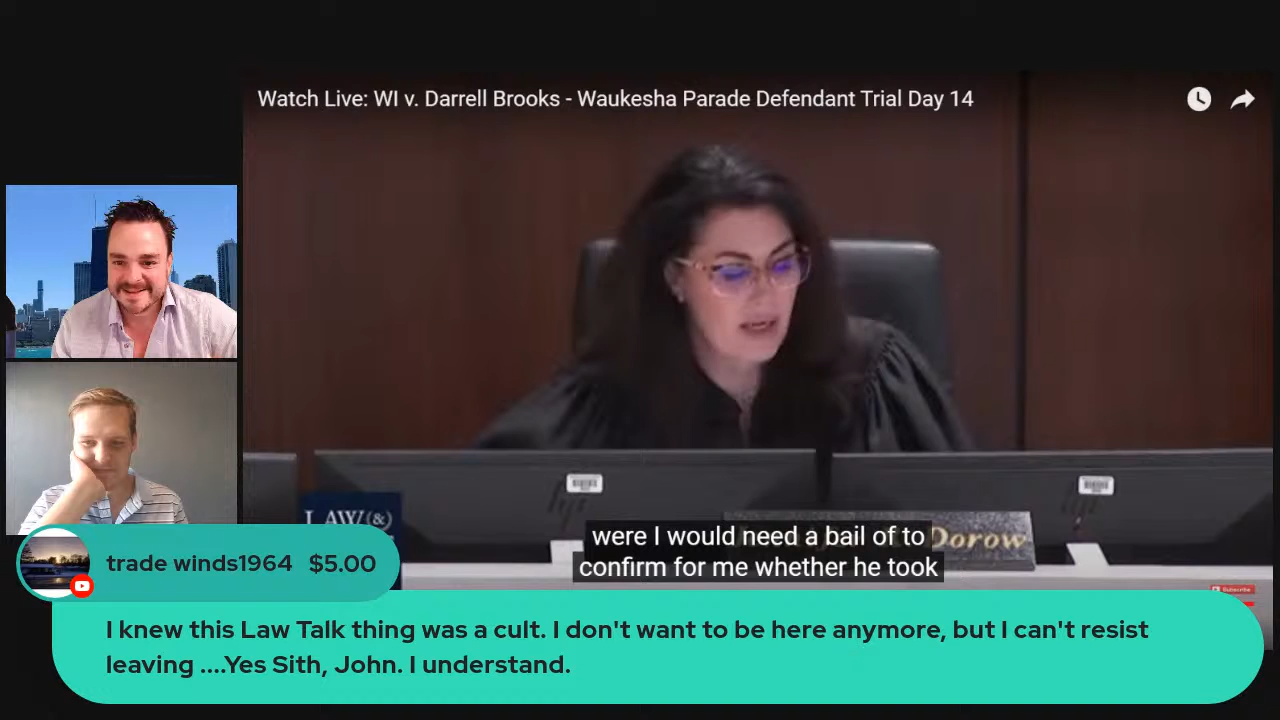 Watch Live: WI v. Darrell Brooks - Waukesha Parade Defendant Trial Day 14
LAW(&)
were I would need a bail of to
confirm for me whether he took
Dorow
Subscribe
trade winds1964 $5.00
I knew this Law Talk thing was a cult. I don't want to be here anymore, but I can't resist
leaving ....Yes Sith, John. I understand.